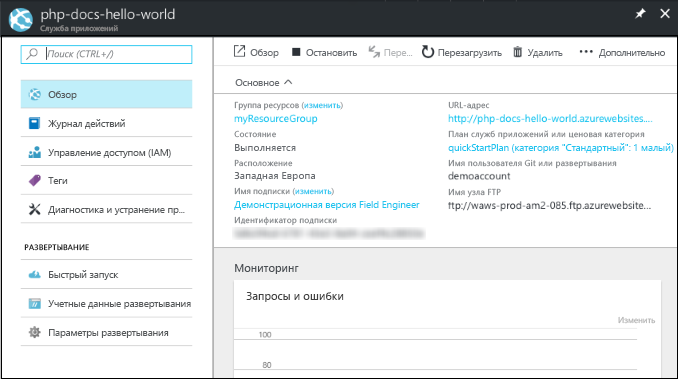 php-docs-hello-world
Служба приложений
Поиск (CTRL+/)
Обзор
Журнал действий
Управление доступом (IAM)
Теги
Диагностика и устранение пр...
РАЗВЕРТЫВАНИЕ
Быстрый запуск
Учетные данные развертывания
Параметры развертывания
Обзор
Остановить
Пере...
Перезагрузить
Удалить
Дополнительно
Основное
Группа ресурсов (изменить)
myResourceGroup
Состояние
Выполняется
Расположение
Западная Европа
Имя подписки (изменить)
Демонстрационная версия Field Engineer
Идентификатор подписки
URL-адрес
http://php-docs-hello-world.azurewebsites....
План служб приложений или ценовая категория
quickStartPlan (категория "Стандартный": 1 малый)
Имя пользователя Git или развертывания
demoaccount
Имя узла FTP
ftp://waws-prod-am2-085.ftp.azurewebsite...
Мониторинг
Запросы и ошибки
Изменить
100
80